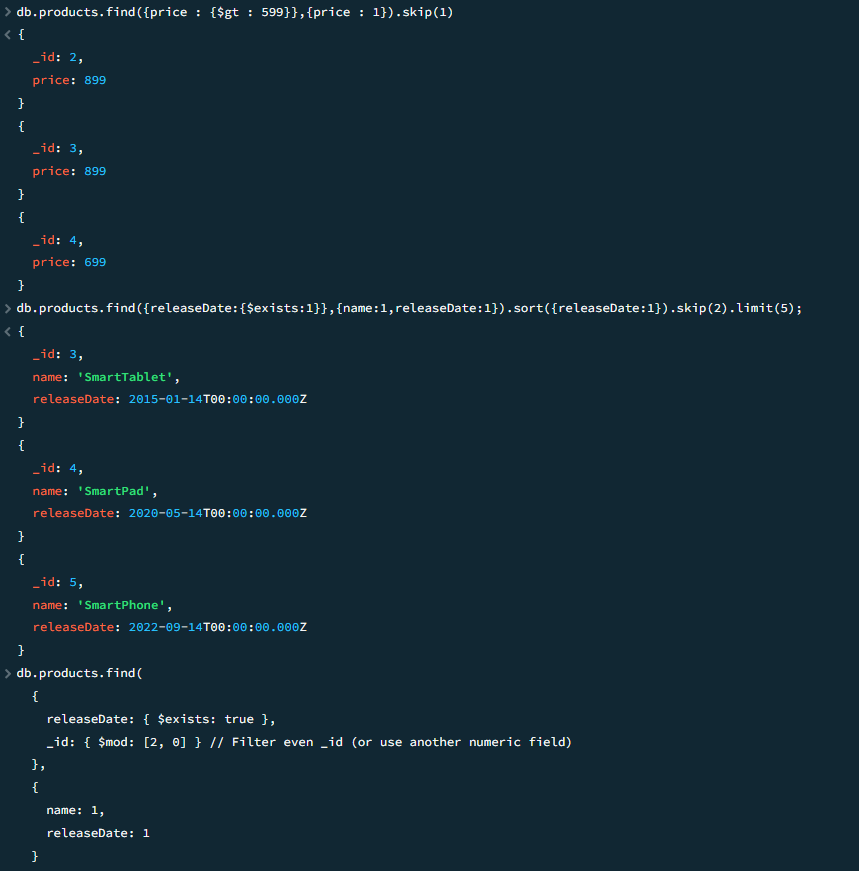 > db.products.find({price : {$gt : 599}},{price : 1}).skip(1)
< {
    _id: 2,
    price: 899
  }
  {
    _id: 3,
    price: 899
  }
  {
    _id: 4,
    price: 699
  }
> db.products.find({releaseDate:{$exists:1}},{name:1,releaseDate:1}).sort({releaseDate:1}).skip(2).limit(5);
< {
    _id: 3,
    name: 'SmartTablet',
    releaseDate: 2015-01-14T00:00:00.000Z
  }
  {
    _id: 4,
    name: 'SmartPad',
    releaseDate: 2020-05-14T00:00:00.000Z
  }
  {
    _id: 5,
    name: 'SmartPhone',
    releaseDate: 2022-09-14T00:00:00.000Z
  }
> db.products.find(
    {
      releaseDate: { $exists: true },
      _id: { $mod: [2, 0] } // Filter even _id (or use another numeric field)
    },
    {
      name: 1,
      releaseDate: 1
    }